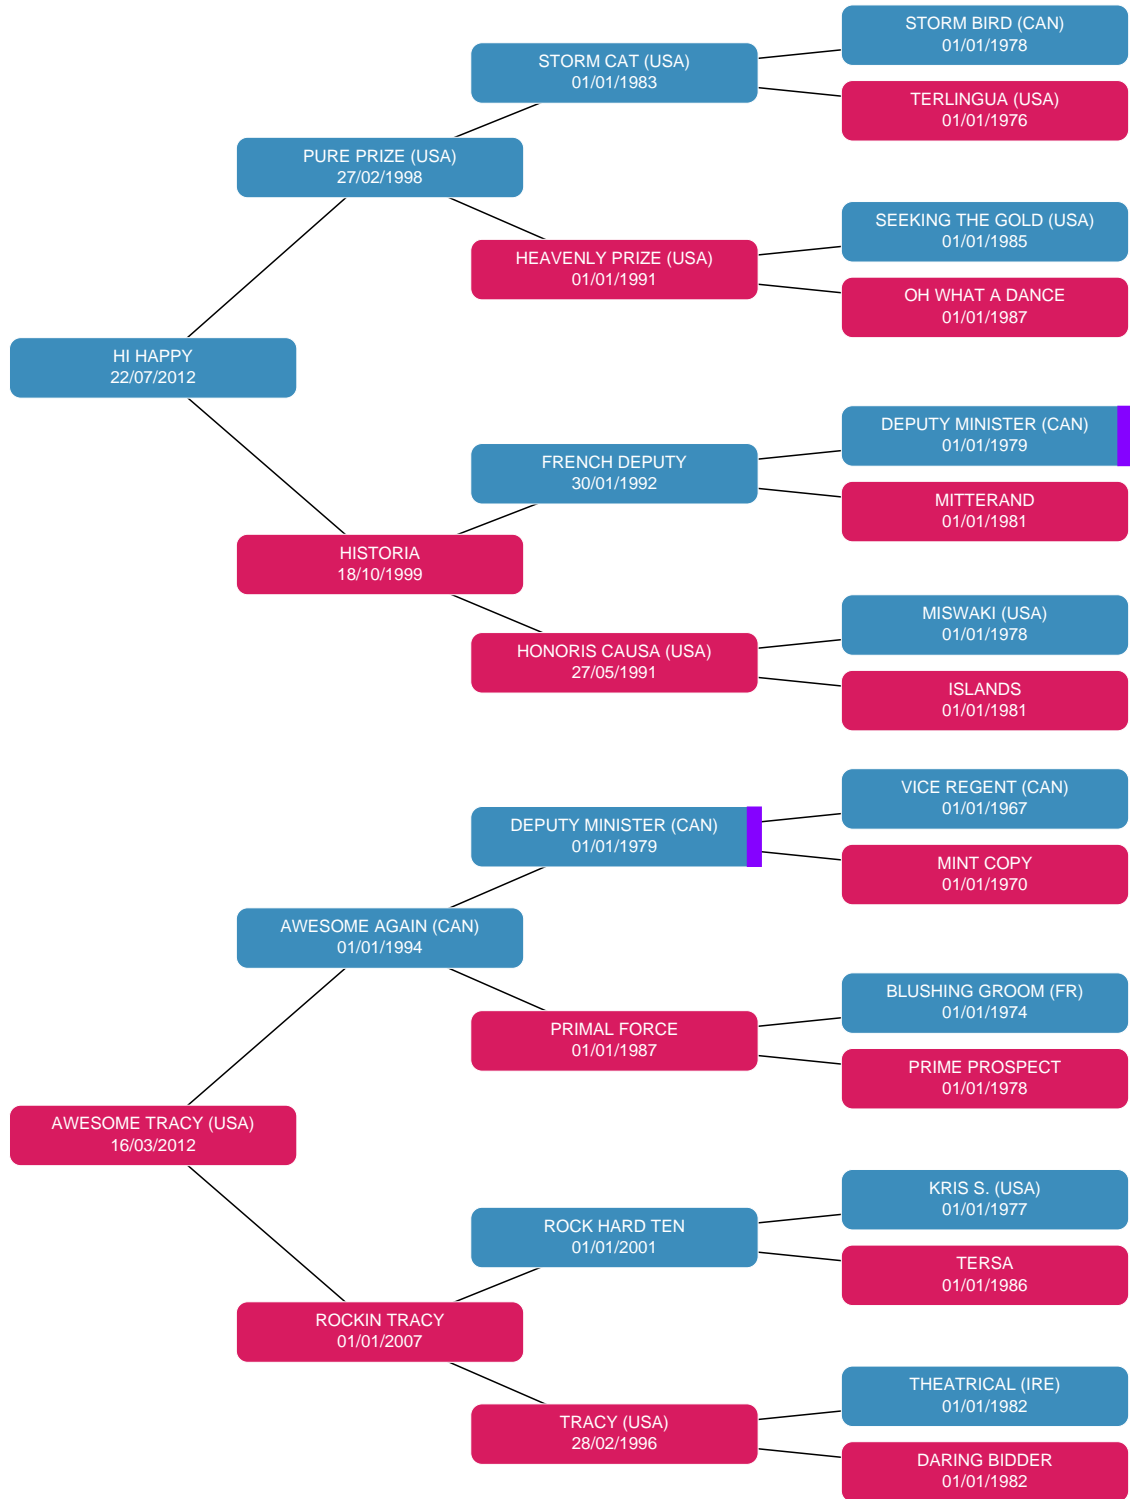 STORM BIRD (CAN)
01/01/1978
STORM CAT (USA)
01/01/1983
TERLINGUA (USA)
01/01/1976
PURE PRIZE (USA)
27/02/1998
SEEKING THE GOLD (USA)
01/01/1985
HEAVENLY PRIZE (USA)
01/01/1991
OH WHAT A DANCE
01/01/1987
HI HAPPY
22/07/2012
DEPUTY MINISTER (CAN)
01/01/1979
FRENCH DEPUTY
30/01/1992
MITTERAND
01/01/1981
HISTORIA
18/10/1999
MISWAKI (USA)
01/01/1978
HONORIS CAUSA (USA)
27/05/1991
ISLANDS
01/01/1981
VICE REGENT (CAN)
01/01/1967
DEPUTY MINISTER (CAN)
01/01/1979
MINT COPY
01/01/1970
AWESOME AGAIN (CAN)
01/01/1994
BLUSHING GROOM (FR)
01/01/1974
PRIMAL FORCE
01/01/1987
PRIME PROSPECT
01/01/1978
AWESOME TRACY (USA)
16/03/2012
KRIS S. (USA)
01/01/1977
ROCK HARD TEN
01/01/2001
TERSA
01/01/1986
ROCKIN TRACY
01/01/2007
THEATRICAL (IRE)
01/01/1982
TRACY (USA)
28/02/1996
DARING BIDDER
01/01/1982